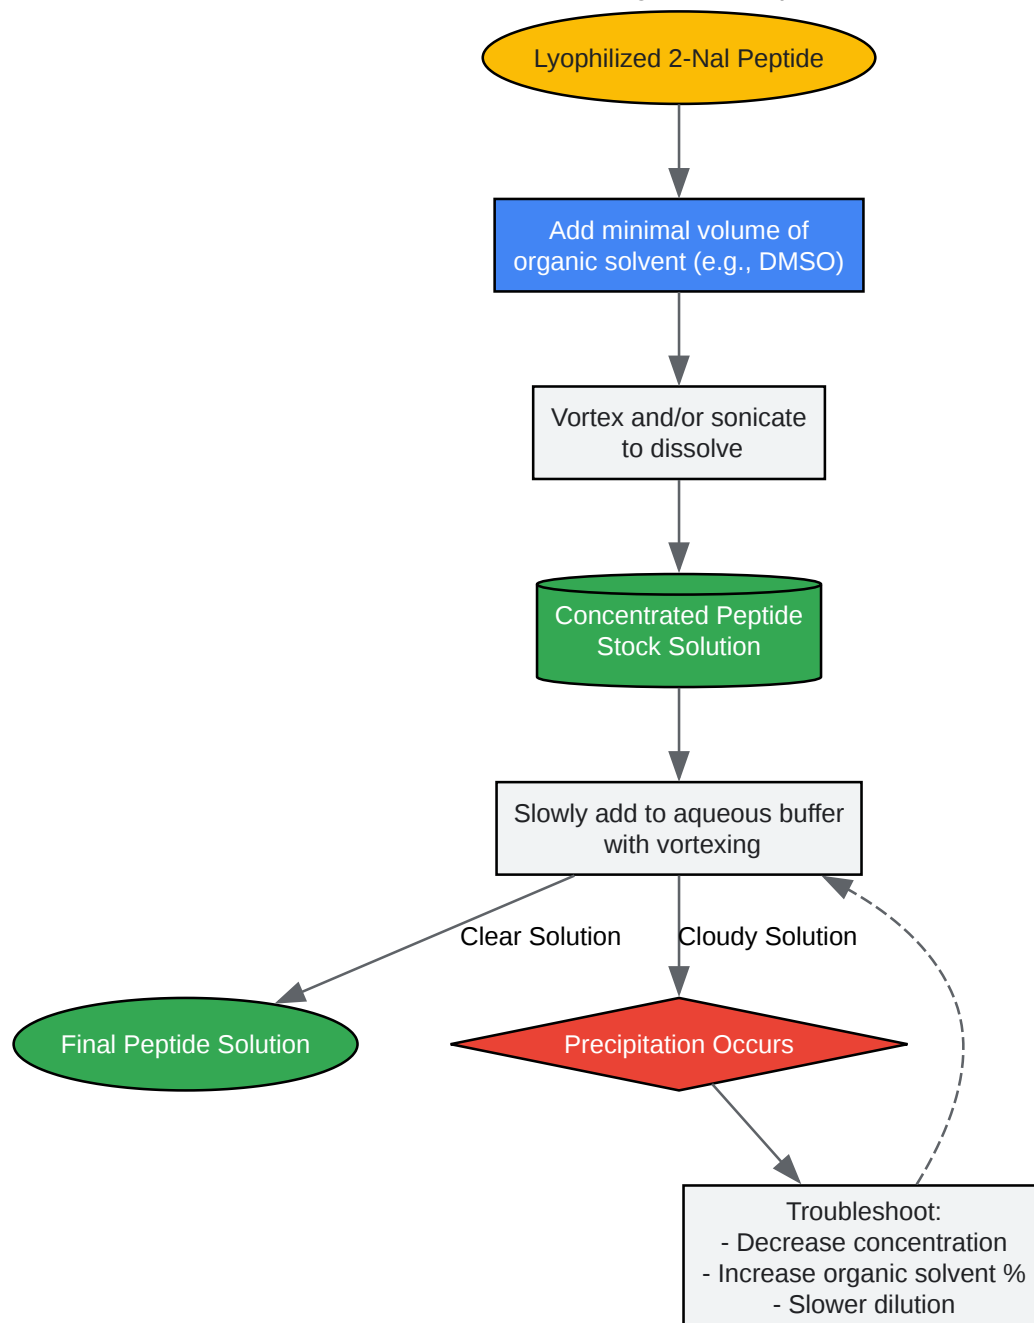 Lyophilized 2-Nal Peptide
Add minimal volume of
organic solvent (e.g., DMSO)
Vortex and/or sonicate
to dissolve
Concentrated Peptide
Stock Solution
Slowly add to aqueous buffer
with vortexing
Clear Solution
Cloudy Solution
Final Peptide Solution
Precipitation Occurs
Troubleshoot:
- Decrease concentration
- Increase organic solvent %
- Slower dilution